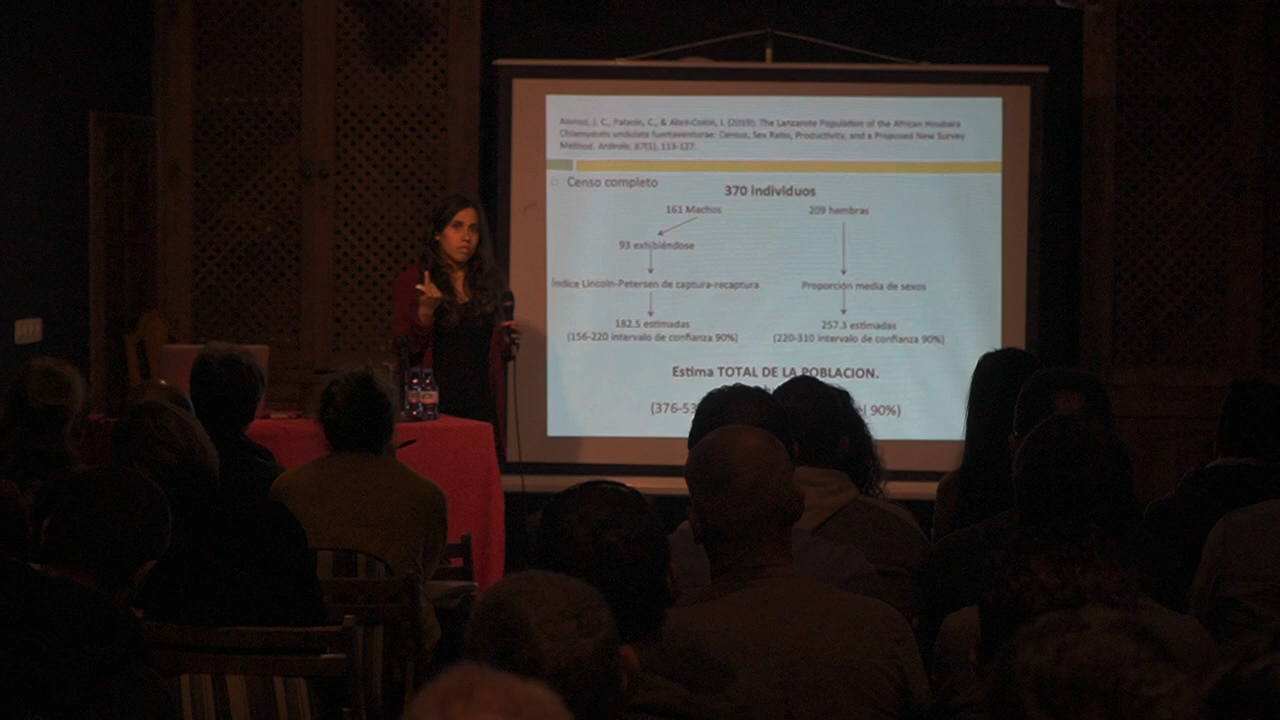 Alonso, J. C., Palacín, C., & Abril-Colón, I. (2019). The Lanzarote Population of the African Houbara
Chlamydotis undulata fuertaventurae: Census, Sex Ratio, Productivity, and a Proposed New Survey
Method. Ardeola, 67(1), 113-127.
Censo completo
370 individuos
161 Machos
209 hembras
93 exhibiéndose
Índice Lincoln-Petersen de captura-recaptura
Proporción media de sexos
182.5 estimadas
257.3 estimadas
(156-220 intervalo de confianza 90%)
(220-310 intervalo de confianza 90%)
Estima TOTAL DE LA POBLACION.
90%)